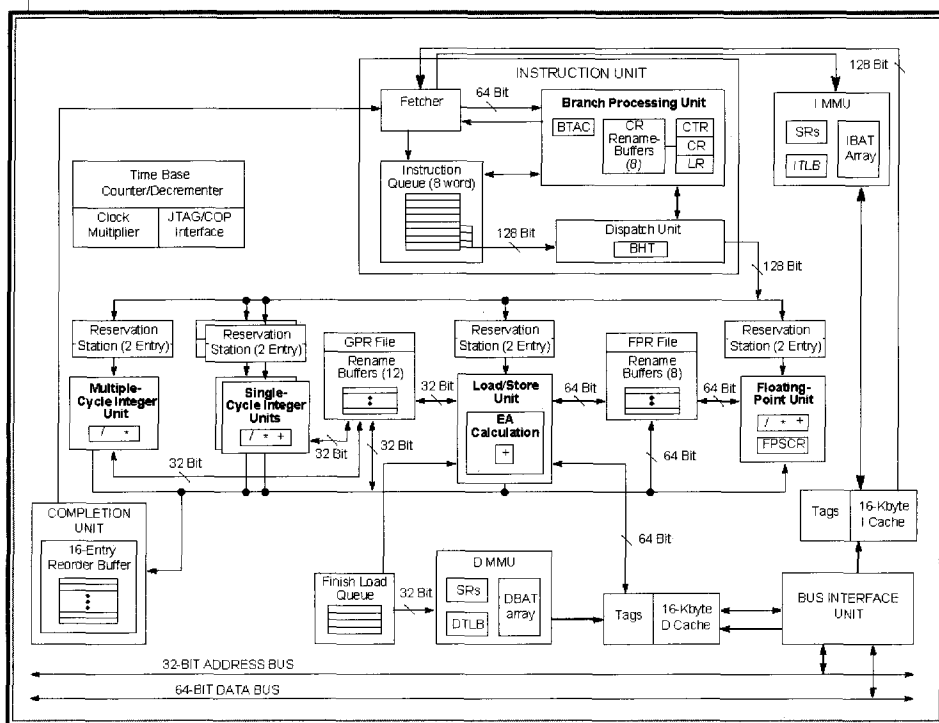 INSTRUCTION UNIT
128 Bit
Fetcher
64 Bit
Branch Processing Unit
BTAC
CR
Rename-
Buffers
(8)
CTR
CR
LR
I MMU
SRs
ITLB
IBAT
Array
Instruction
Queue (8 word)
128 Bit
Dispatch Unit
BHT
128 Bit
Time Base
Counter/Decrementer
Clock
Multiplier
JTAG/COP
Interface
Reservation
Station (2 Entry)
Reservation
Station (2 Entry)
GPR File
Rename
Buffers (12)
Reservation
Station (2 Entry)
FPR File
Rename
Buffers (8)
Reservation
Station (2 Entry)
Multiple-
Cycle Integer
Unit
/ *
Single-
Cycle Integer
Units
/ * +
32 Bit
Load/Store
Unit
EA
Calculation
+
64 Bit
64 Bit
Floating-
Point Unit
/ * +
FPSCR
32 Bit
32 Bit
32 Bit
64 Bit
COMPLETION
UNIT
16-Entry
Reorder Buffer
64 Bit
Tags
16-Kbyte
I Cache
Finish Load
Queue
32 Bit
D MMU
SRs
DTLB
DBAT
array
Tags
16-Kbyte
D Cache
BUS INTERFACE
UNIT
32-BIT ADDRESS BUS
64-BIT DATA BUS